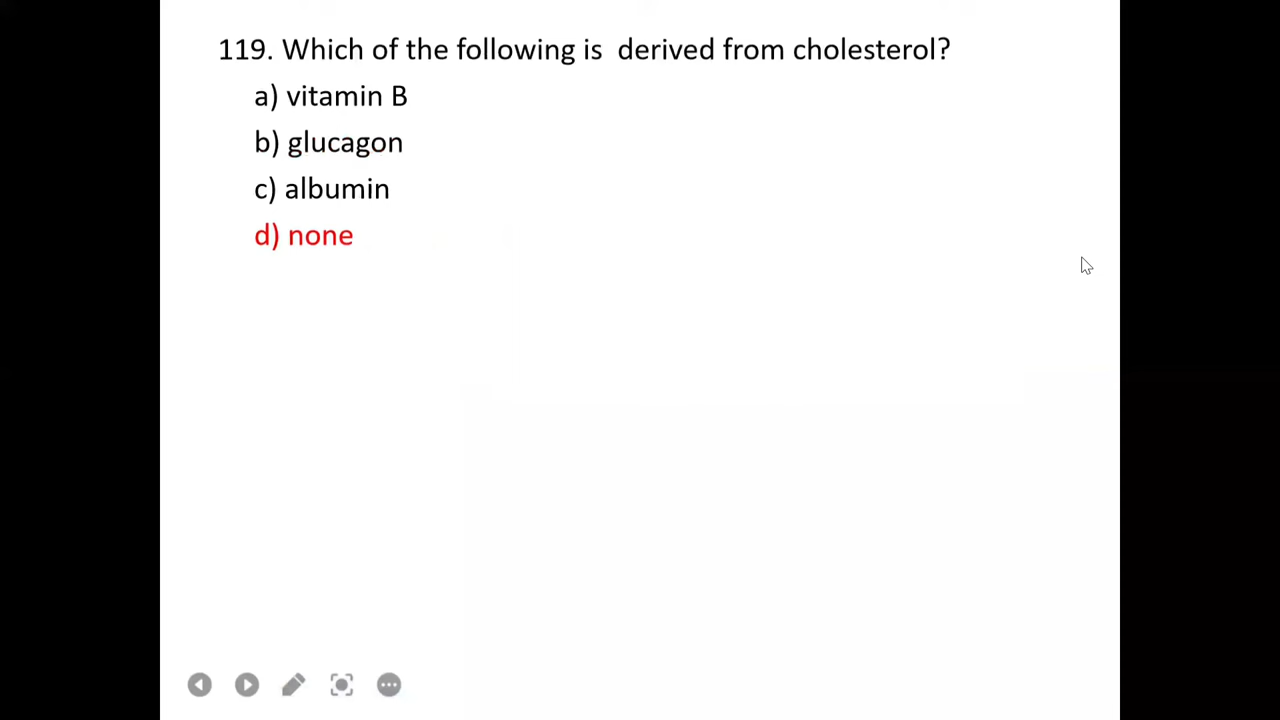 119. Which of the following is  derived from cholesterol?
a) vitamin B
b) glucagon
c) albumin
d) none